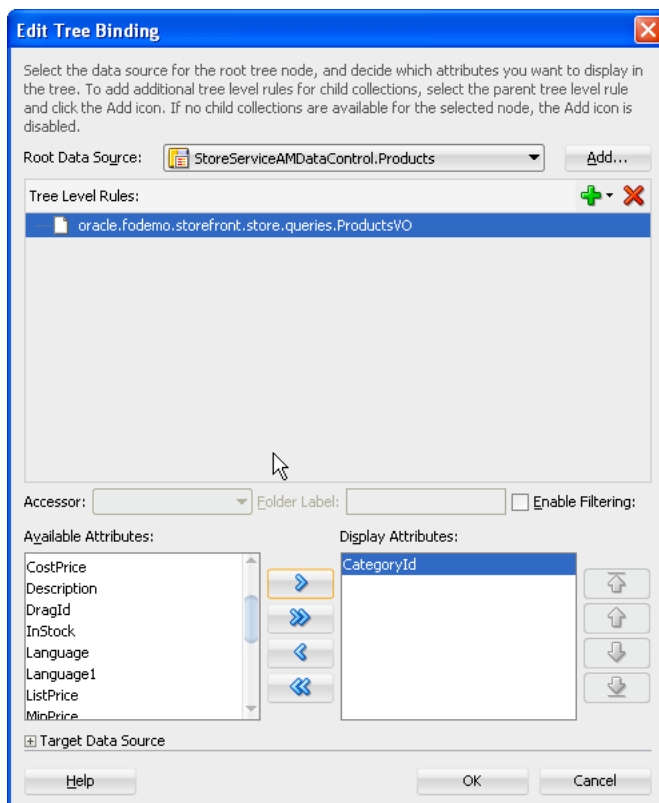 Edit Tree Binding
Select the data source for the root tree node, and decide which attributes you want to display in
the tree. To add additional tree level rules for child collections, select the parent tree level rule
and click the Add icon. If no child collections are available for the selected node, the Add icon is
disabled.
Root Data Source: StoreServiceAMDataControl.Products Add...
Tree Level Rules:
oracle.fodemo.storefront.store.queries.ProductsVO
Accessor: Folder Label: Enable Filtering:
Available Attributes: Display Attributes:
CostPrice CategoryId
Description
DragId
InStock
Language
Language1
ListPrice
MinPrice
Target Data Source
Help OK Cancel